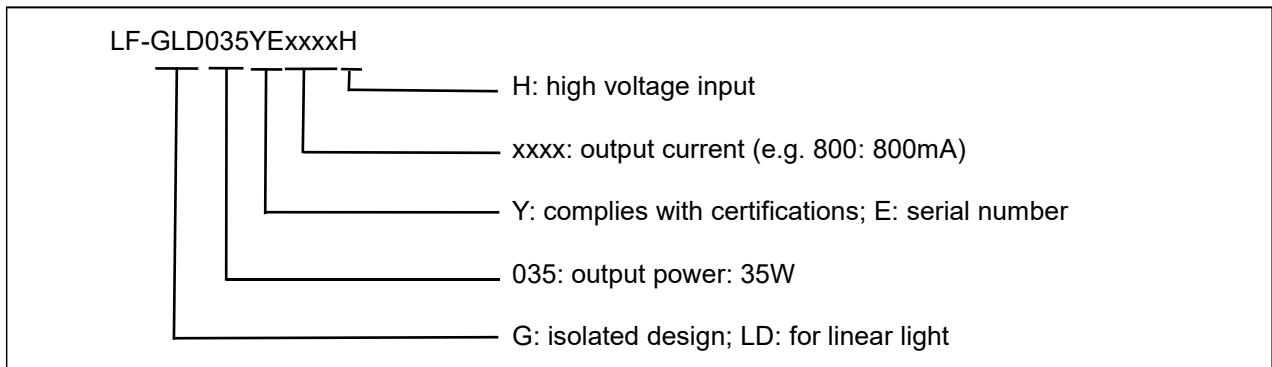 LF-GLD035YExxxxH
H: high voltage input
xxxx: output current (e.g. 800: 800mA)
Y: complies with certifications; E: serial number
035: output power: 35W
G: isolated design; LD: for linear light